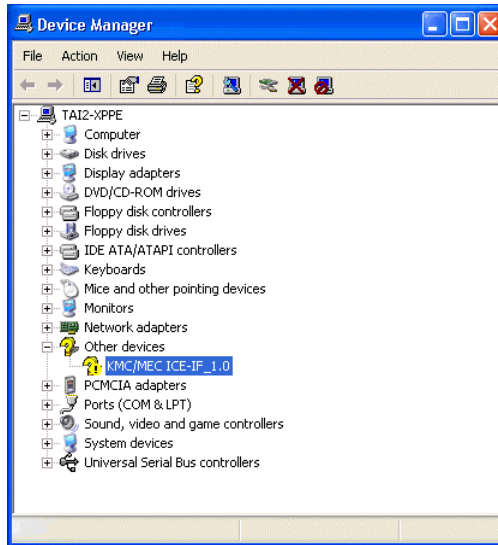 Device Manager
File Action View Help
TAI2-XPPE
Computer
Disk drives
Display adapters
DVD/CD-ROM drives
Floppy disk controllers
Floppy disk drives
IDE ATA/ATAPI controllers
Keyboards
Mice and other pointing devices
Monitors
Network adapters
Other devices
KMC/MEC ICE-IF_1.0
PCMCIA adapters
Ports (COM & LPT)
Sound, video and game controllers
System devices
Universal Serial Bus controllers